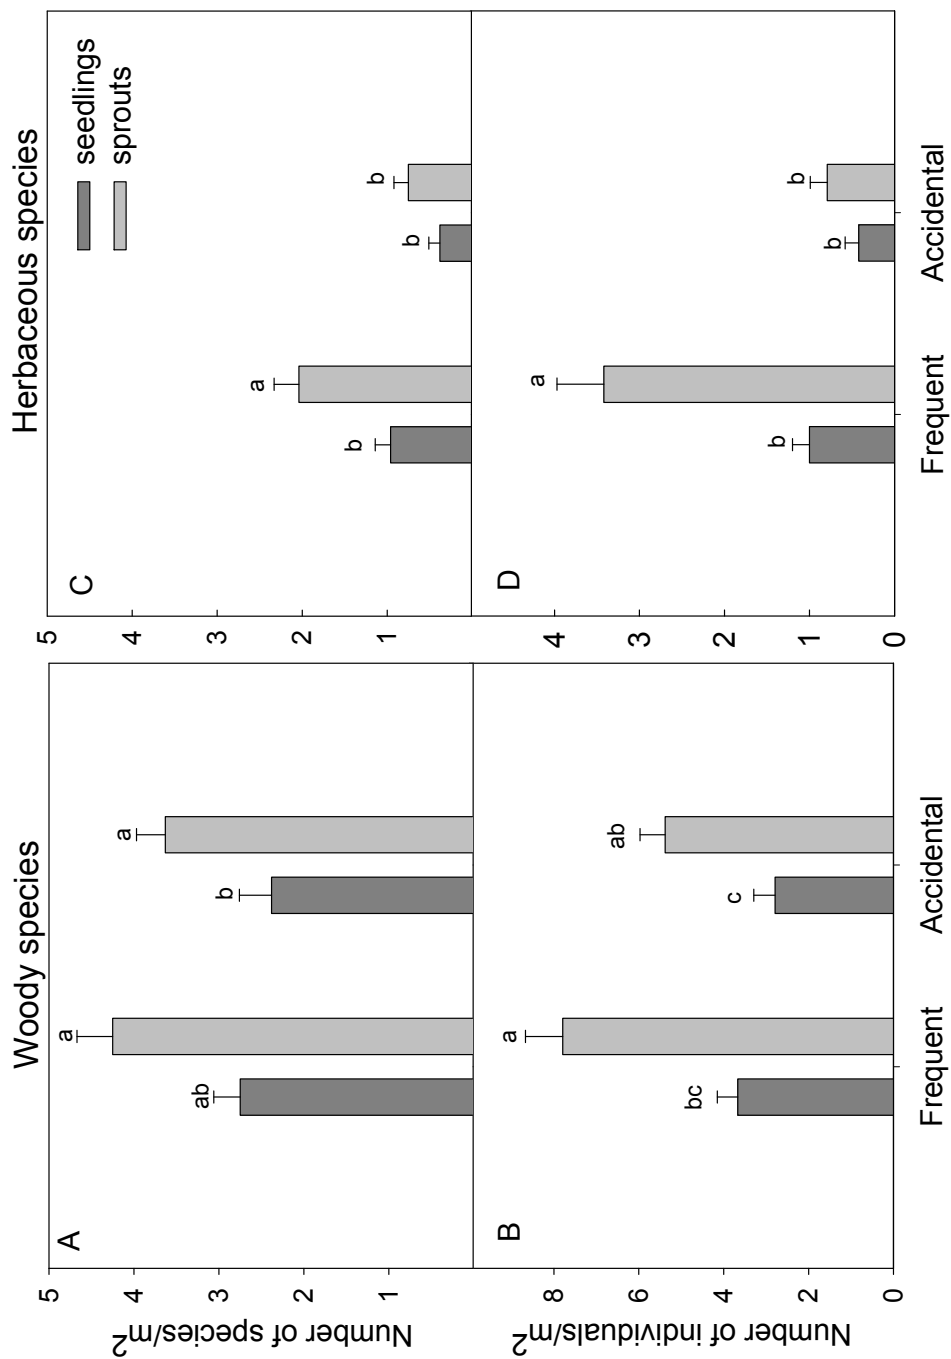 Woody species
Herbaceous species
A
5
4
3
2
1
Number of species/m²
ab
a
b
a
C
seedlings
sprouts
5
4
3
2
1
b
a
b
b
B
8
6
4
2
0
Number of individuals/m²
bc
a
c
ab
Frequent
Accidental
D
4
3
2
1
0
b
a
b
b
Frequent
Accidental